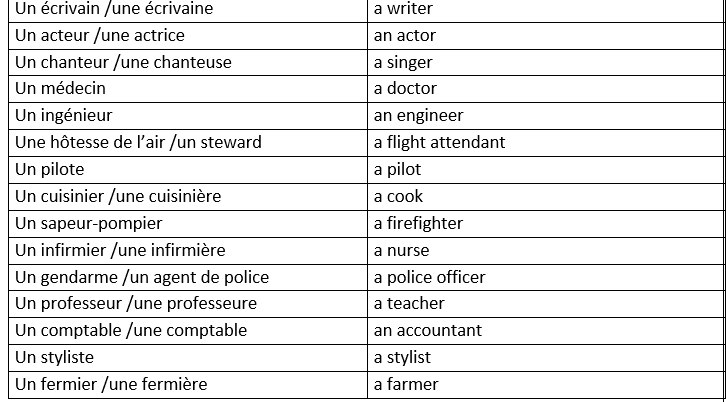 Un écrivain /une écrivaine a writer
Un acteur /une actrice an actor
Un chanteur /une chanteuse a singer
Un médecin a doctor
Un ingénieur an engineer
Une hôtesse de l’air /un steward a flight attendant
Un pilote a pilot
Un cuisinier /une cuisinière a cook
Un sapeur-pompier a firefighter
Un infirmier /une infirmière a nurse
Un gendarme /un agent de police a police officer
Un professeur /une professeure a teacher
Un comptable /une comptable an accountant
Un styliste a stylist
Un fermier /une fermière a farmer